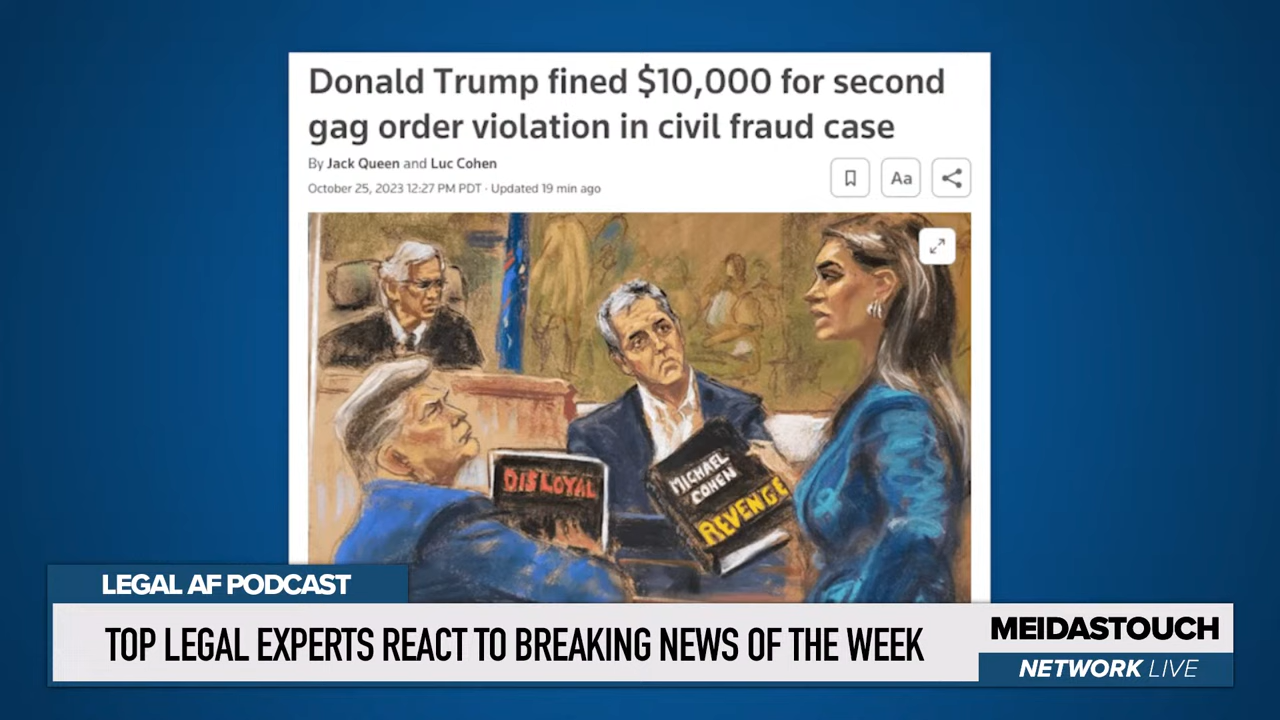 Donald Trump fined $10,000 for second
gag order violation in civil fraud case
By Jack Queen and Luc Cohen
October 25, 2023 12:27 PM PDT · Updated 19 min ago
Aa
DISLOYAL
MICHAEL
COHEN
REVENGE
LEGAL AF PODCAST
TOP LEGAL EXPERTS REACT TO BREAKING NEWS OF THE WEEK
MEIDASTOUCH
NETWORK LIVE